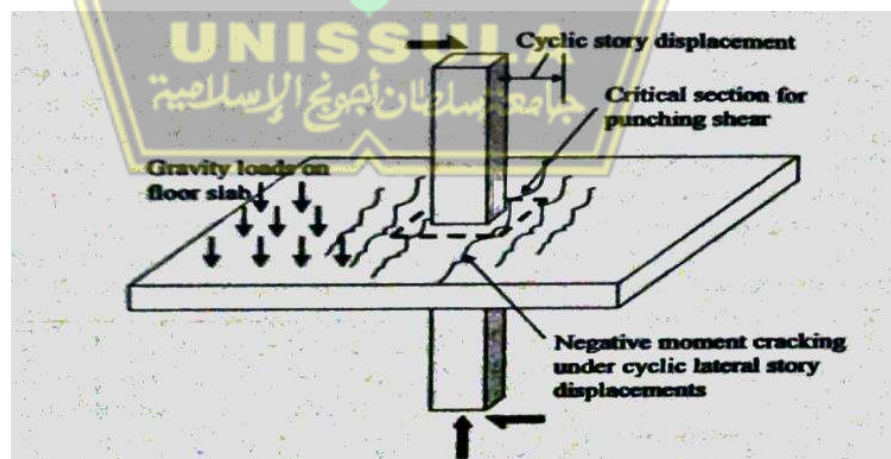 UNISSULA
جامعة سلطان أجونج الإسلامية
Cyclic story displacement
Critical section for
punching shear
Gravity loads on
floor slab
Negative moment cracking
under cyclic lateral story
displacements